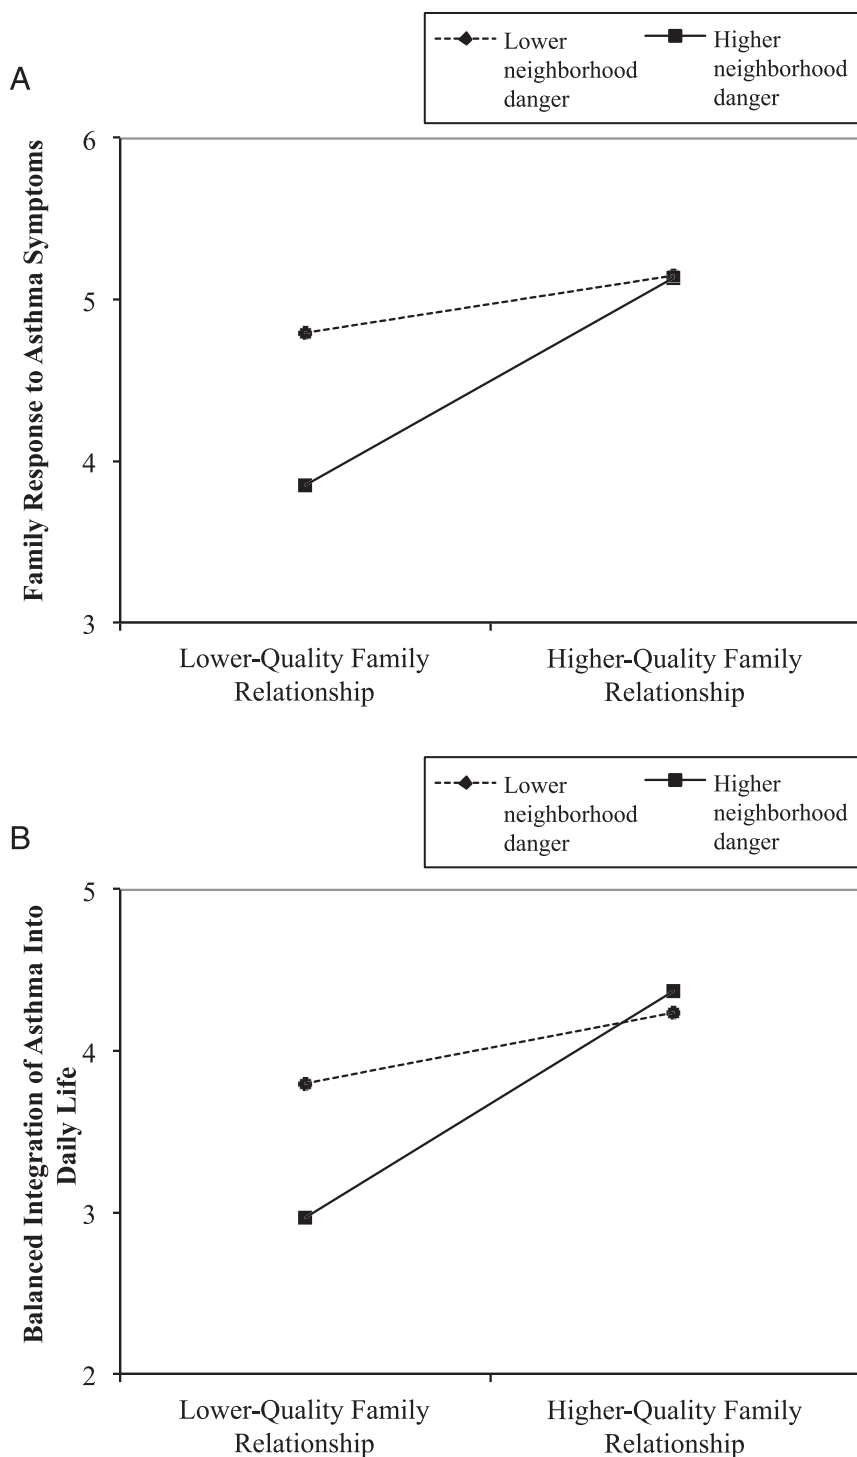 Lower neighborhood danger
Higher neighborhood danger
A
Family Response to Asthma Symptoms
6
5
4
3
Lower-Quality Family
Relationship
Higher-Quality Family
Relationship
Lower neighborhood danger
Higher neighborhood danger
B
Balanced Integration of Asthma Into
Daily Life
5
4
3
2
Lower-Quality Family
Relationship
Higher-Quality Family
Relationship